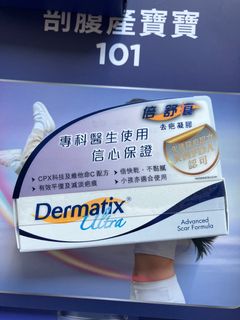 剖腹產寶寶
101
倍舒痕
去疤凝膠
專科醫生使用
信心保證
認可
• CPX科技及維他命C配方
• 倍快乾，不黏膩
• 有效平復及減淡疤痕
• 小孩亦適合使用
Dermatix®
Ultra
Advanced
Scar Formula